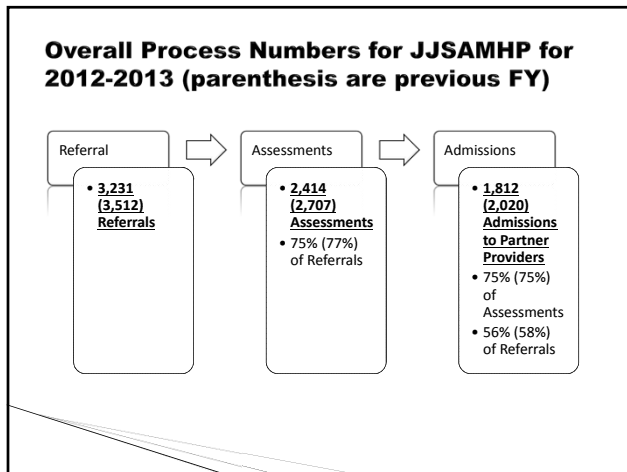 Overall Process Numbers for JJSAMHP for
2012-2013 (parenthesis are previous FY)
Referral
• 3,231
(3,512)
Referrals
Assessments
• 2,414
(2,707)
Assessments
• 75% (77%)
of Referrals
Admissions
• 1,812
(2,020)
Admissions
to Partner
Providers
• 75% (75%)
of
Assessments
• 56% (58%)
of Referrals